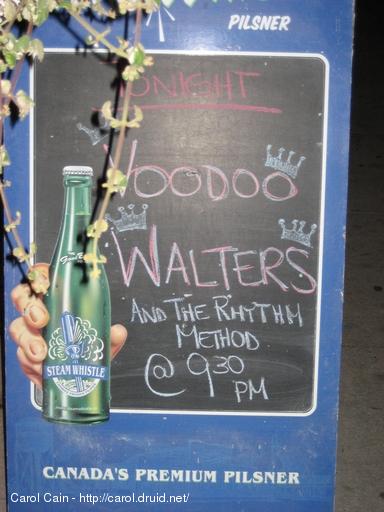 PILSNER
TONIGHT
VOODOO
WALTERS
AND THE RHYTHM
METHOD
@ 930
PM
STEAM WHISTLE
CANADA'S PREMIUM PILSNER
Carol Cain - http://carol.druid.net/